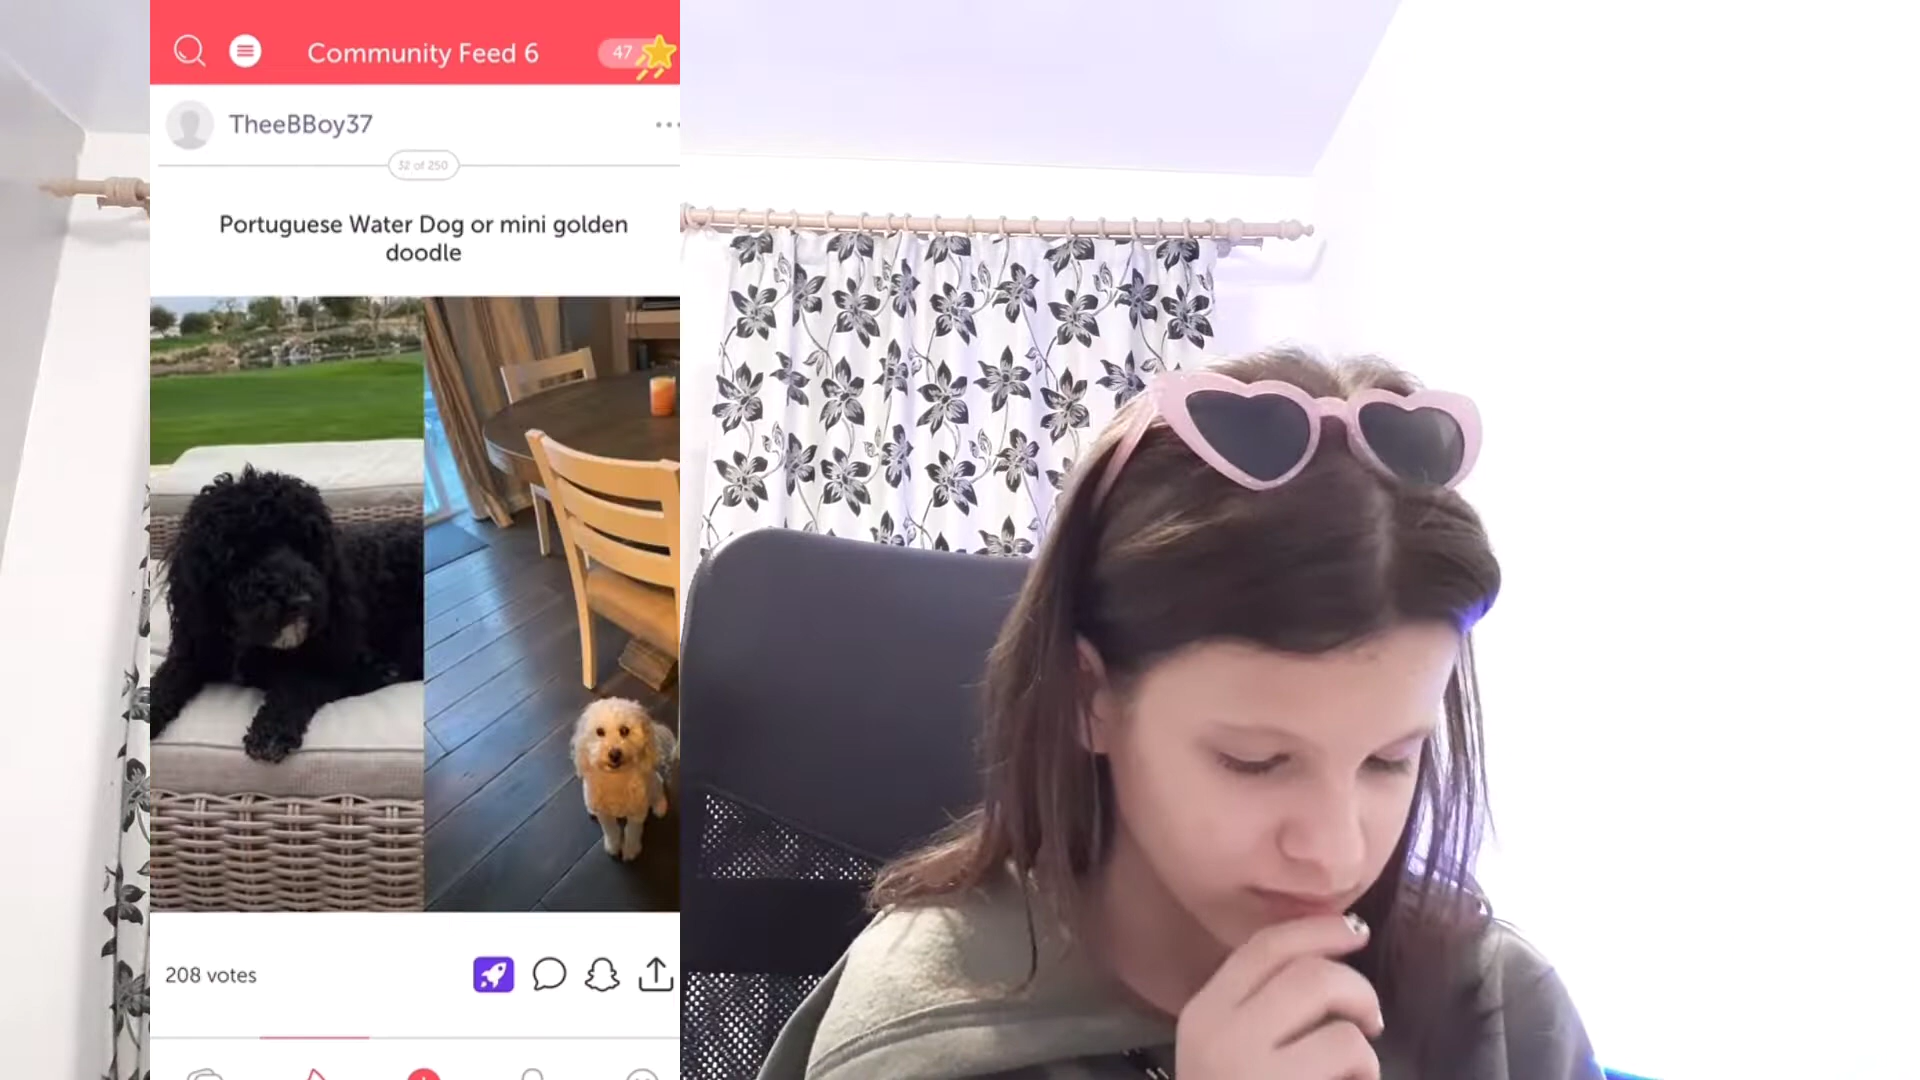 Community Feed 6
47
TheeBBoy37
32 of 250
Portuguese Water Dog or mini golden
doodle
208 votes